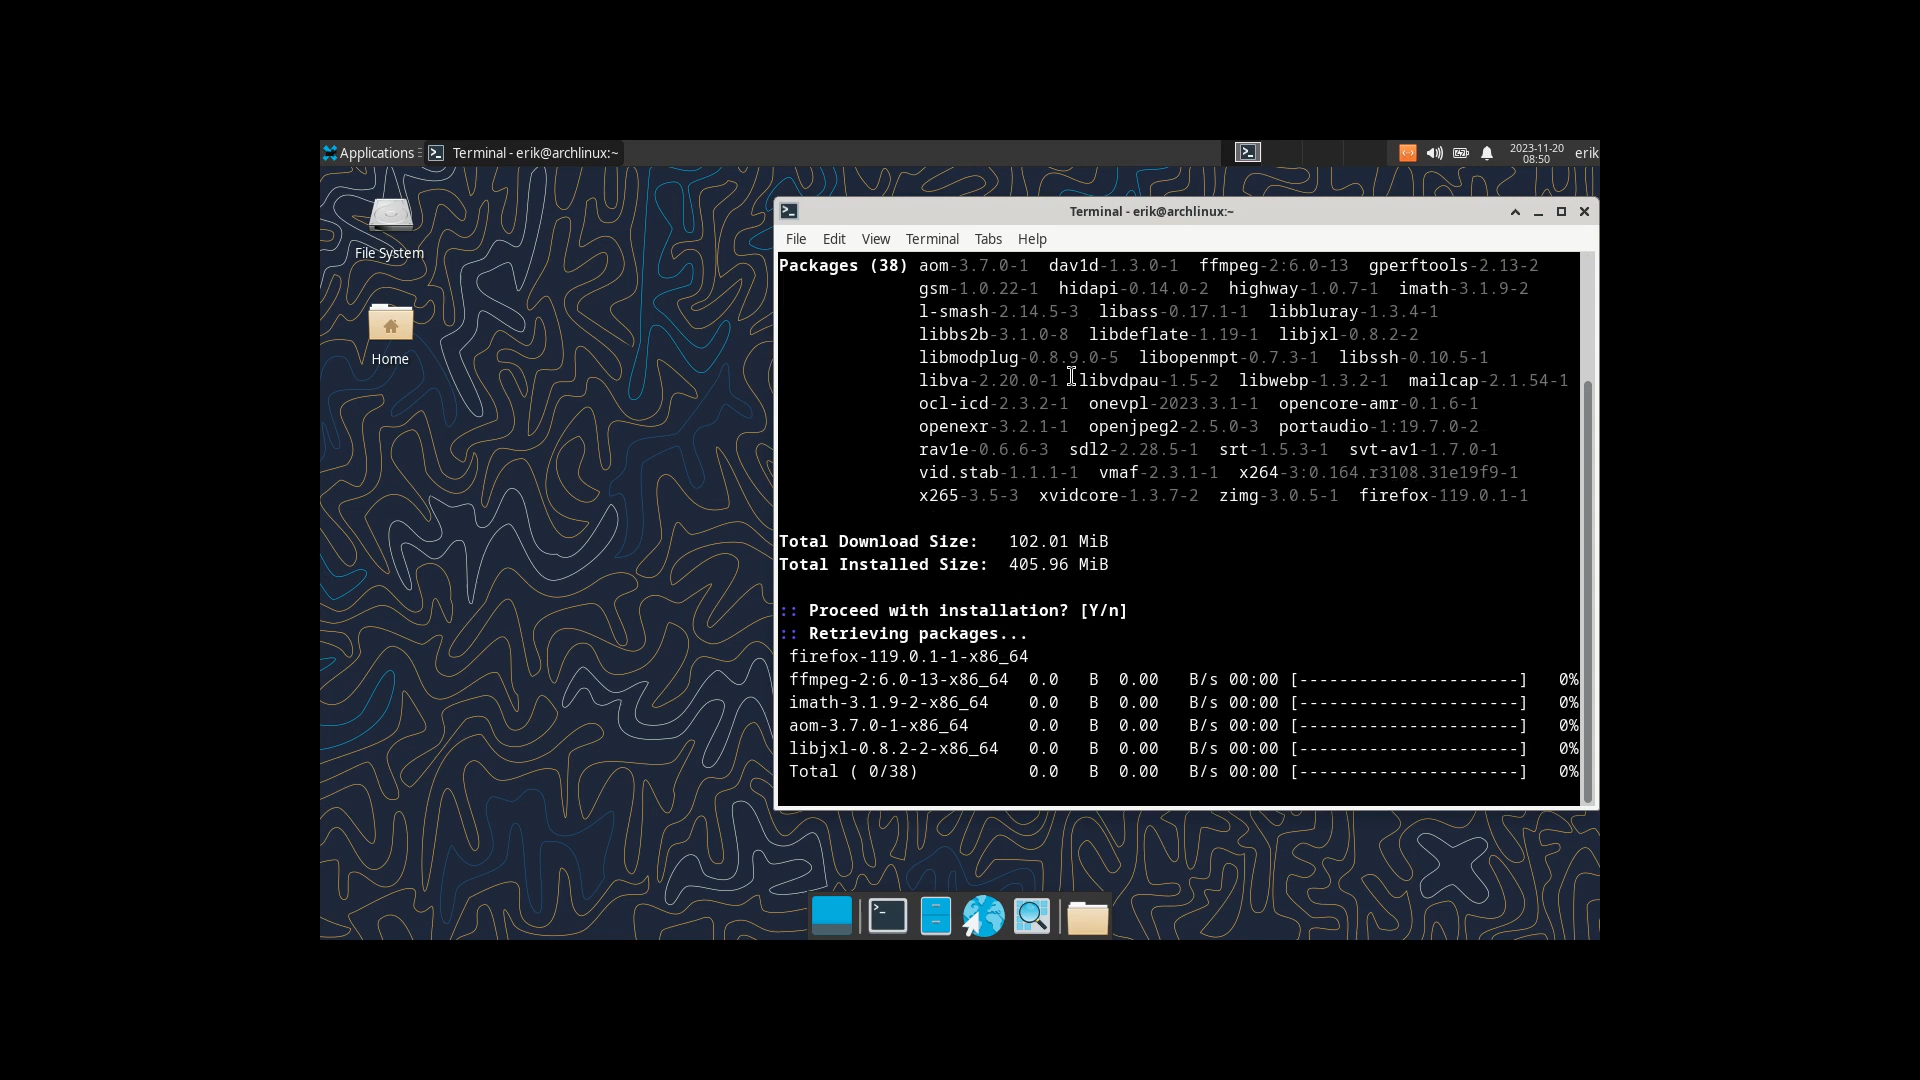 Applications
Terminal - erik@archlinux:~
2023-11-20
08:50
erik
File System
Home
Terminal - erik@archlinux:~
File Edit View Terminal Tabs Help
Packages (38) aom-3.7.0-1 dav1d-1.3.0-1 ffmpeg-2:6.0-13 gperftools-2.13-2
gsm-1.0.22-1 hidapi-0.14.0-2 highway-1.0.7-1 imath-3.1.9-2
l-smash-2.14.5-3 libass-0.17.1-1 libbluray-1.3.4-1
libbs2b-3.1.0-8 libdeflate-1.19-1 libjxl-0.8.2-2
libmodplug-0.8.9.0-5 libopenmpt-0.7.3-1 libssh-0.10.5-1
libva-2.20.0-1 libvdpau-1.5-2 libwebp-1.3.2-1 mailcap-2.1.54-1
ocl-icd-2.3.2-1 onevpl-2023.3.1-1 opencore-amr-0.1.6-1
openexr-3.2.1-1 openjpeg2-2.5.0-3 portaudio-1:19.7.0-2
rav1e-0.6.6-3 sdl2-2.28.5-1 srt-1.5.3-1 svt-av1-1.7.0-1
vid.stab-1.1.1-1 vmaf-2.3.1-1 x264-3:0.164.r3108.31e19f9-1
x265-3.5-3 xvidcore-1.3.7-2 zimg-3.0.5-1 firefox-119.0.1-1
Total Download Size: 102.01 MiB
Total Installed Size: 405.96 MiB
:: Proceed with installation? [Y/n]
:: Retrieving packages...
firefox-119.0.1-1-x86_64
ffmpeg-2:6.0-13-x86_64 0.0 B 0.00 B/s 00:00 [----------------------] 0%
imath-3.1.9-2-x86_64 0.0 B 0.00 B/s 00:00 [----------------------] 0%
aom-3.7.0-1-x86_64 0.0 B 0.00 B/s 00:00 [----------------------] 0%
libjxl-0.8.2-2-x86_64 0.0 B 0.00 B/s 00:00 [----------------------] 0%
Total ( 0/38) 0.0 B 0.00 B/s 00:00 [----------------------] 0%